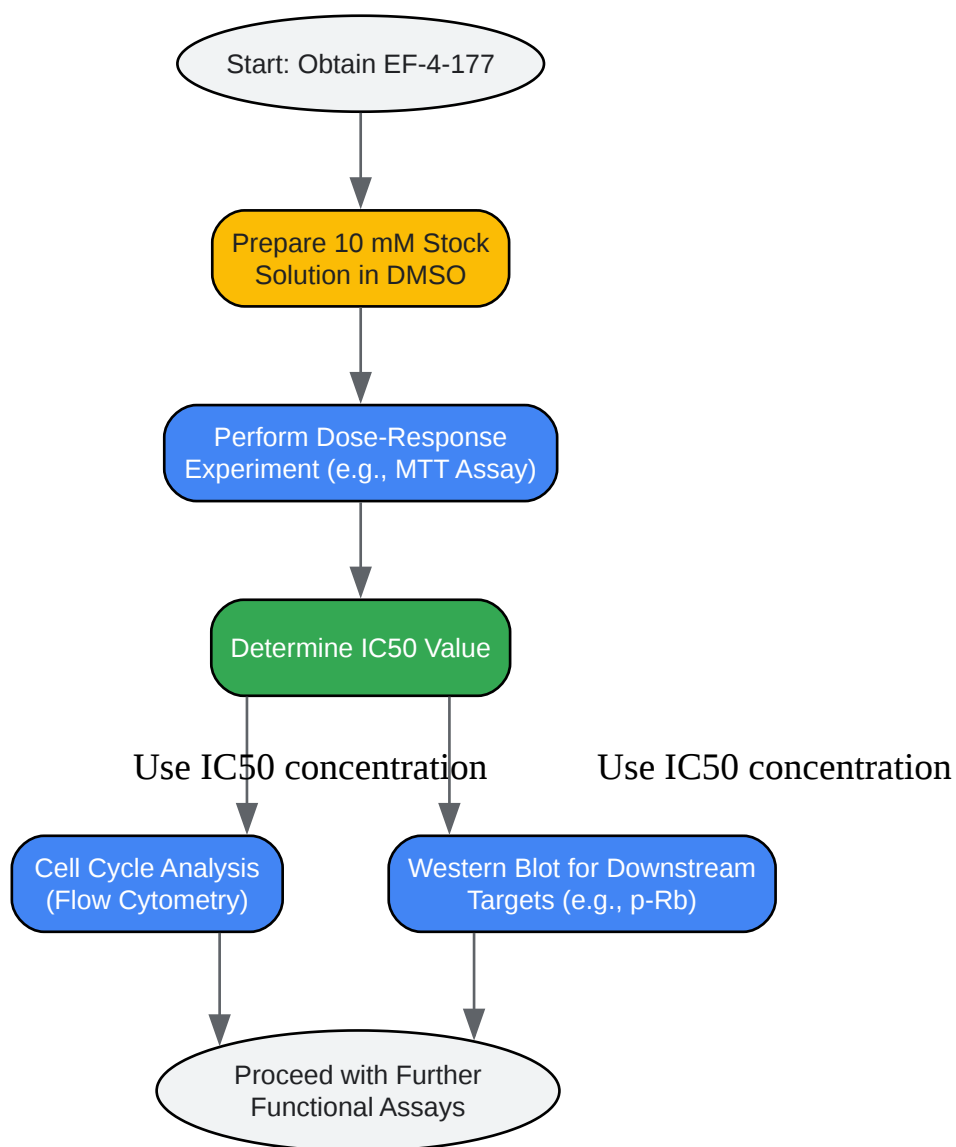 Start: Obtain EF-4-177
Prepare 10 mM Stock
Solution in DMSO
Perform Dose-Response
Experiment (e.g., MTT Assay)
Determine IC50 Value
Use IC50 concentration
Use IC50 concentration
Cell Cycle Analysis
(Flow Cytometry)
Western Blot for Downstream
Targets (e.g., p-Rb)
Proceed with Further
Functional Assays